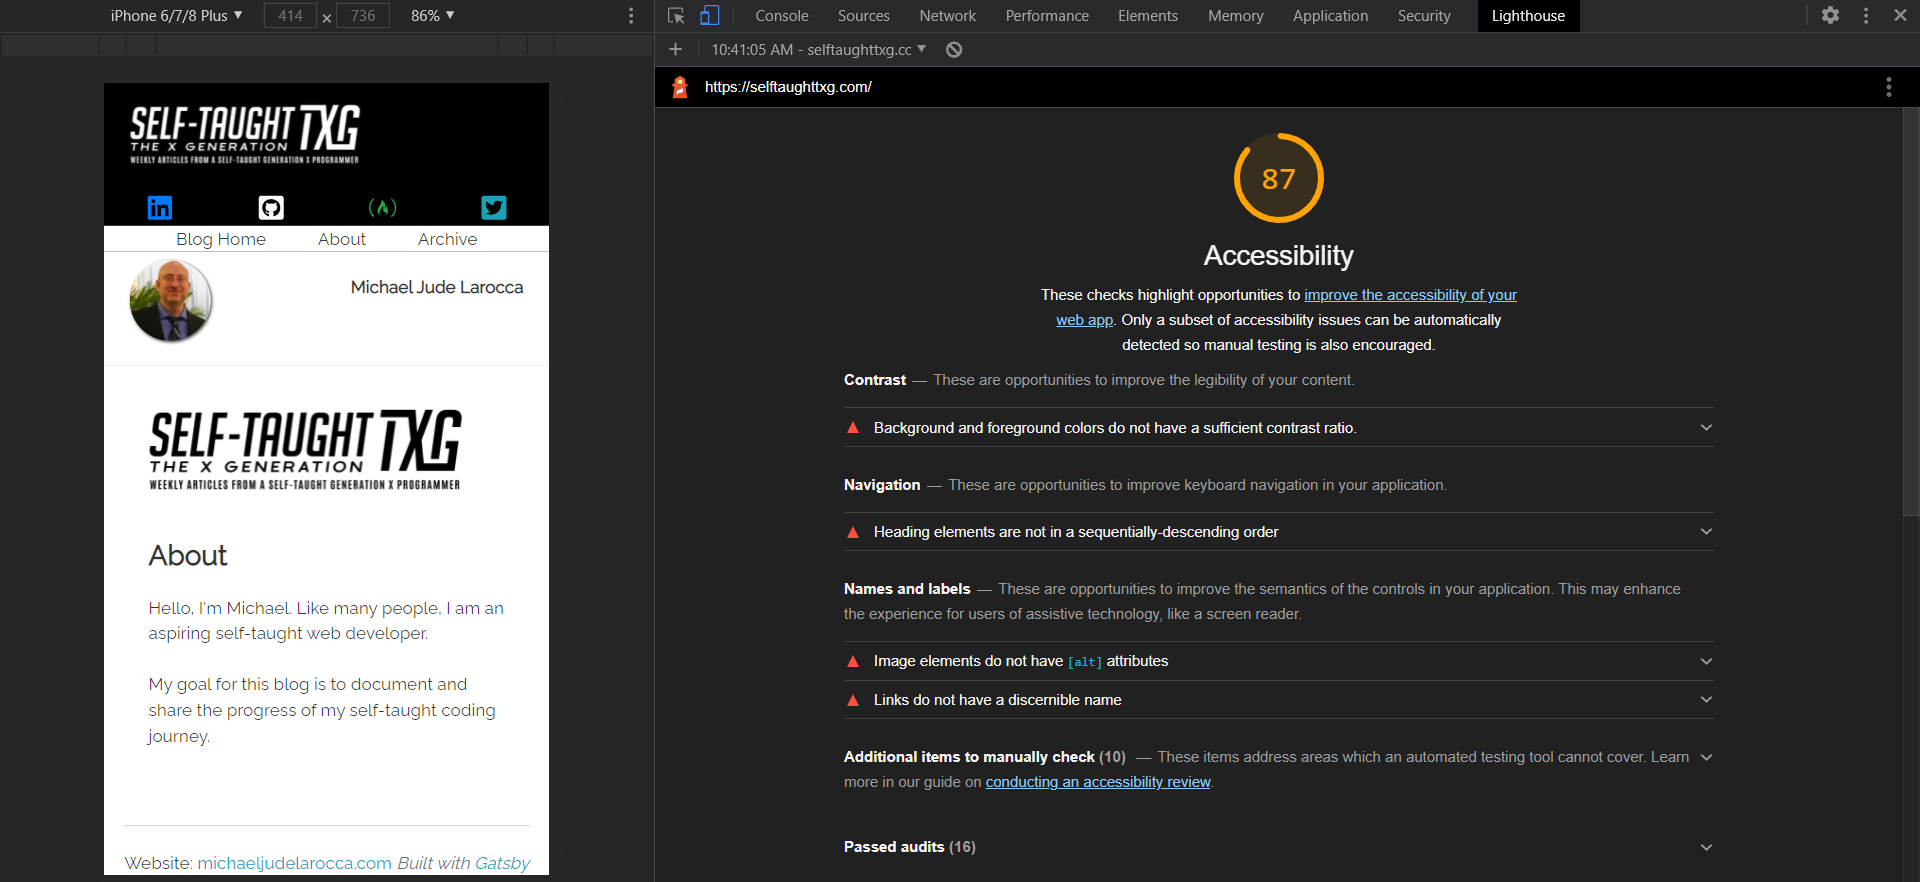 iPhone 6/7/8 Plus ▼ 414 × 736 86% ▼
Console Sources Network Performance Elements Memory Application Security Lighthouse
10:41:05 AM - selftaughttxg.cc ▼
https://selftaughttxg.com/
SELF-TAUGHT TXG
THE X GENERATION
WEEKLY ARTICLES FROM A SELF-TAUGHT GENERATION X PROGRAMMER
in
Blog Home About Archive
Michael Jude Larocca
SELF-TAUGHT TXG
THE X GENERATION
WEEKLY ARTICLES FROM A SELF-TAUGHT GENERATION X PROGRAMMER
About
Hello, I'm Michael. Like many people, I am an
aspiring self-taught web developer.
My goal for this blog is to document and
share the progress of my self-taught coding
journey.
Website: michaeljudelarocca.com Built with Gatsby
87
Accessibility
These checks highlight opportunities to improve the accessibility of your
web app. Only a subset of accessibility issues can be automatically
detected so manual testing is also encouraged.
Contrast — These are opportunities to improve the legibility of your content.
Background and foreground colors do not have a sufficient contrast ratio.
Navigation — These are opportunities to improve keyboard navigation in your application.
Heading elements are not in a sequentially-descending order
Names and labels — These are opportunities to improve the semantics of the controls in your application. This may enhance
the experience for users of assistive technology, like a screen reader.
Image elements do not have [alt] attributes
Links do not have a discernible name
Additional items to manually check (10) — These items address areas which an automated testing tool cannot cover. Learn
more in our guide on conducting an accessibility review.
Passed audits (16)